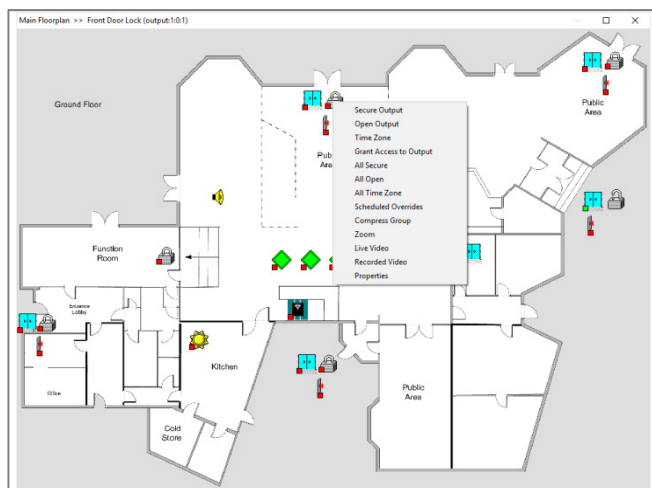 Main Floorplan >> Front Door Lock (output:1:0:1)
Ground Floor
Public
Area
Secure Output
Open Output
Time Zone
Grant Access to Output
All Secure
All Open
All Time Zone
Scheduled Overrides
Compress Group
Zoom
Live Video
Recorded Video
Properties
Function
Room
Entrance
Lobby
Office
Kitchen
Cold
Store
Public
Area